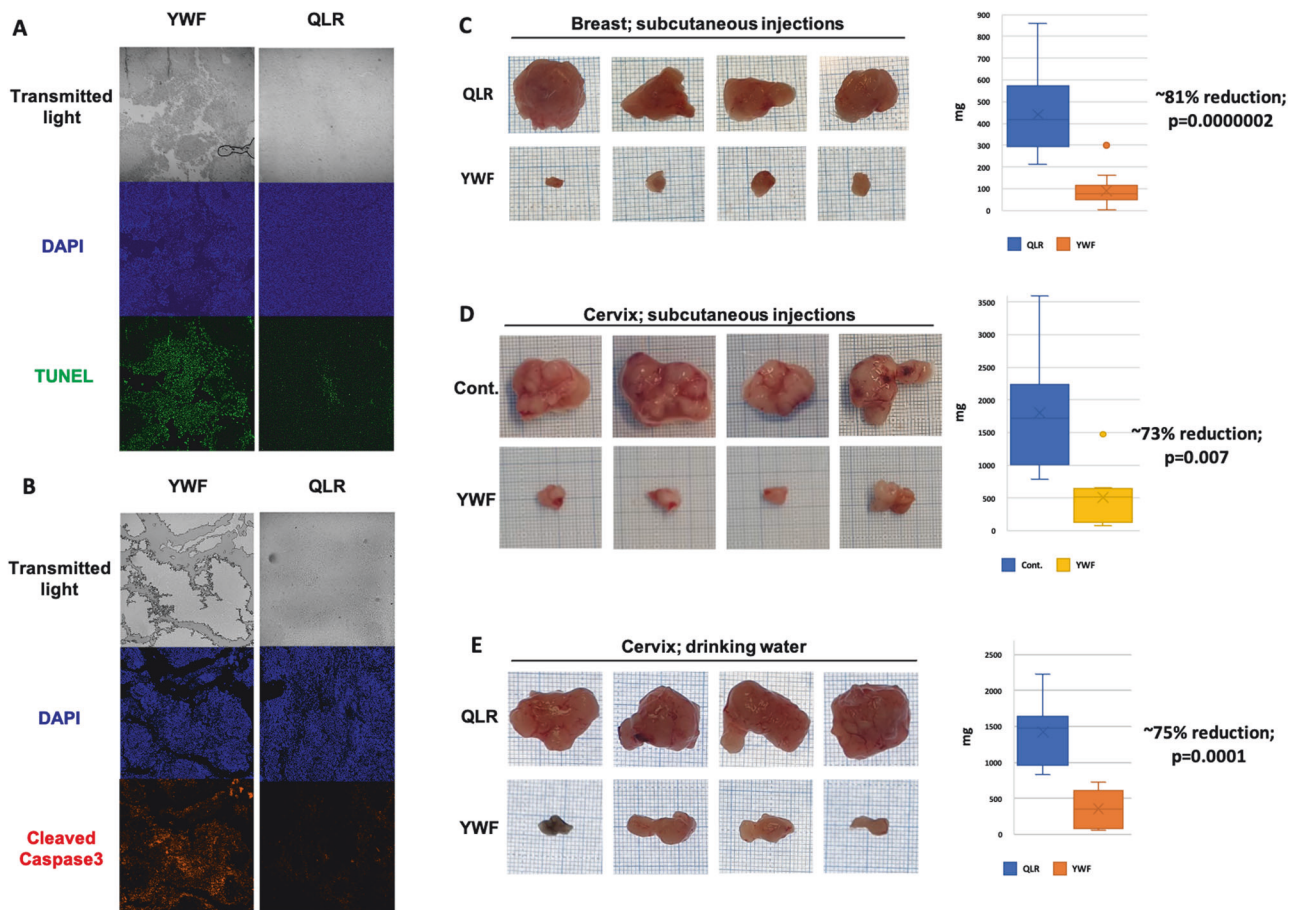 A
YWF
QLR
Transmitted
light
DAPI
TUNEL
B
YWF
QLR
Transmitted
light
DAPI
Cleaved
Caspase3
C
Breast; subcutaneous injections
QLR
YWF
900
800
700
600
500
400
300
200
100
0
mg
QLR
YWF
~81% reduction;
p=0.0000002
D
Cervix; subcutaneous injections
Cont.
YWF
3500
3000
2500
2000
1500
1000
500
0
mg
Cont.
YWF
~73% reduction;
p=0.007
E
Cervix; drinking water
QLR
YWF
2500
2000
1500
1000
500
0
mg
QLR
YWF
~75% reduction;
p=0.0001